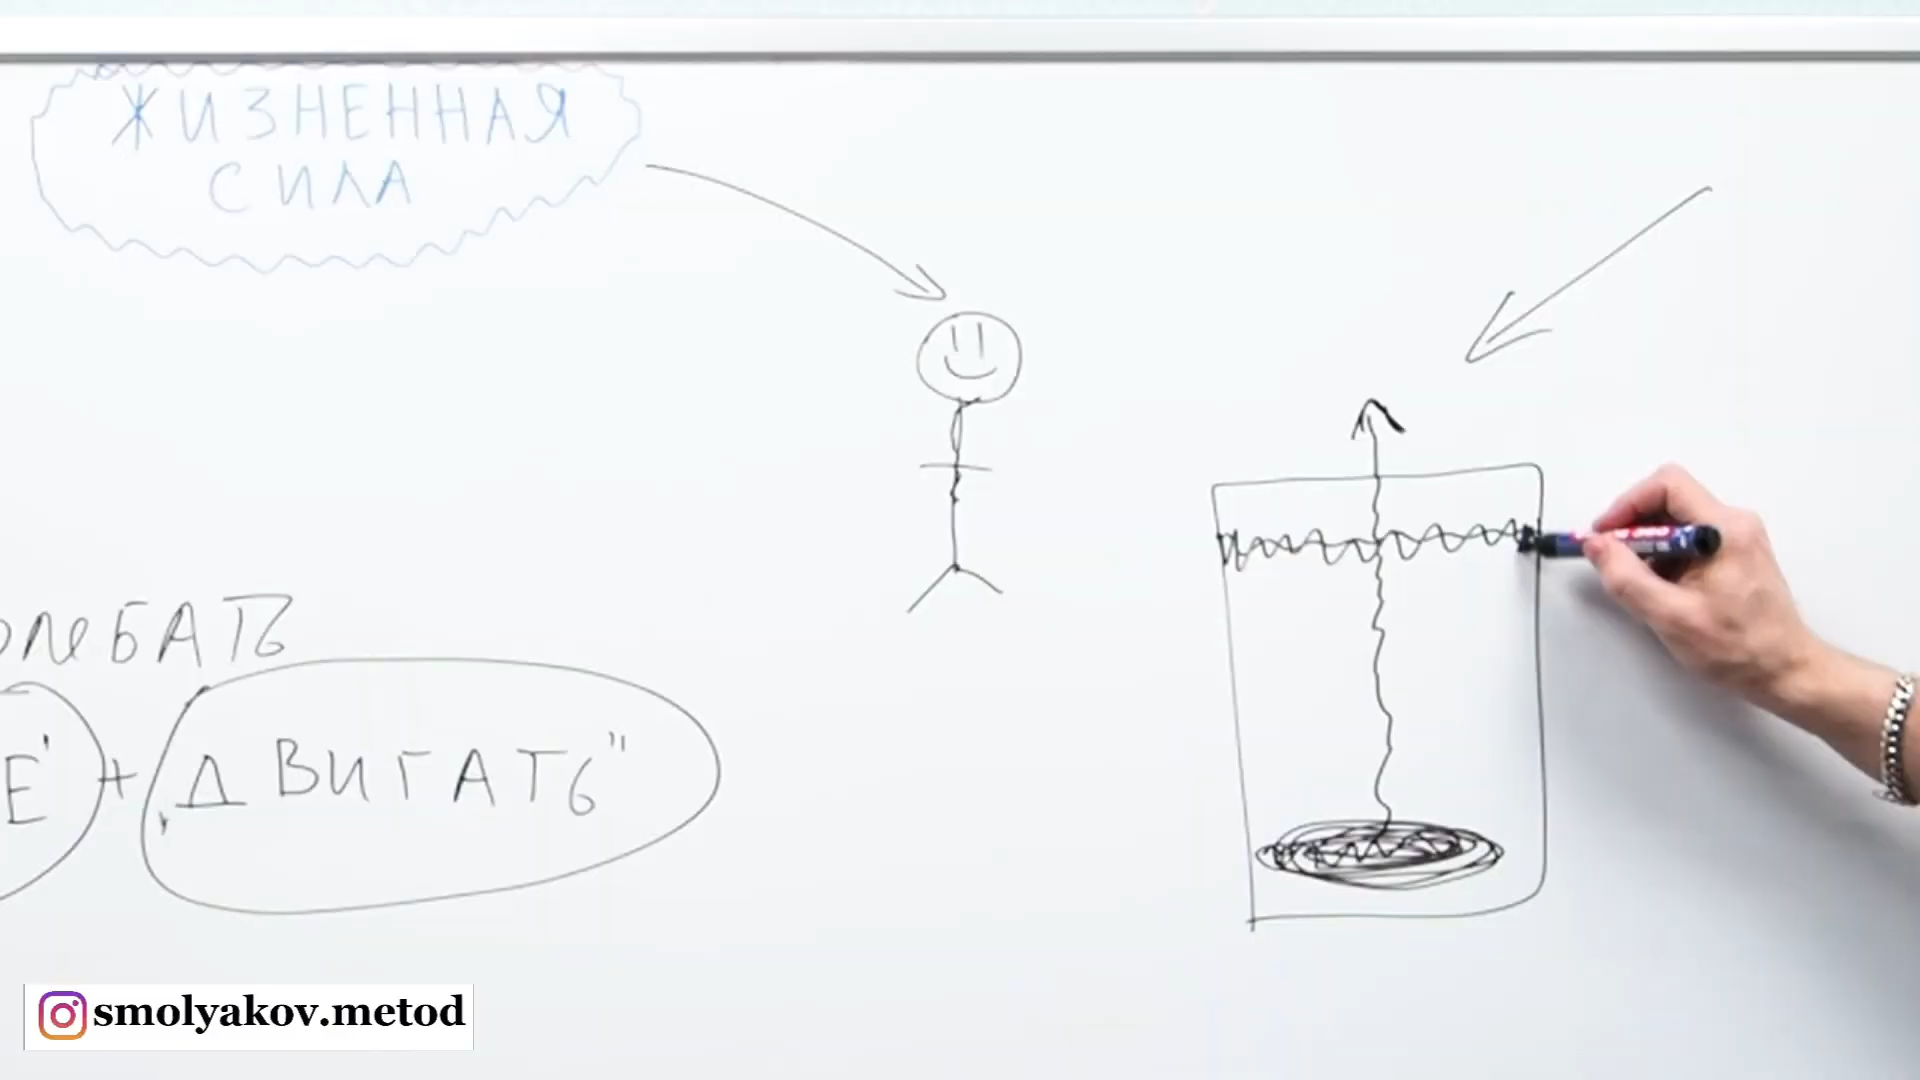 ЖИЗНЕННАЯ
СИЛА
Е' + „ДВИГАТЬ"
smolyakov.metod